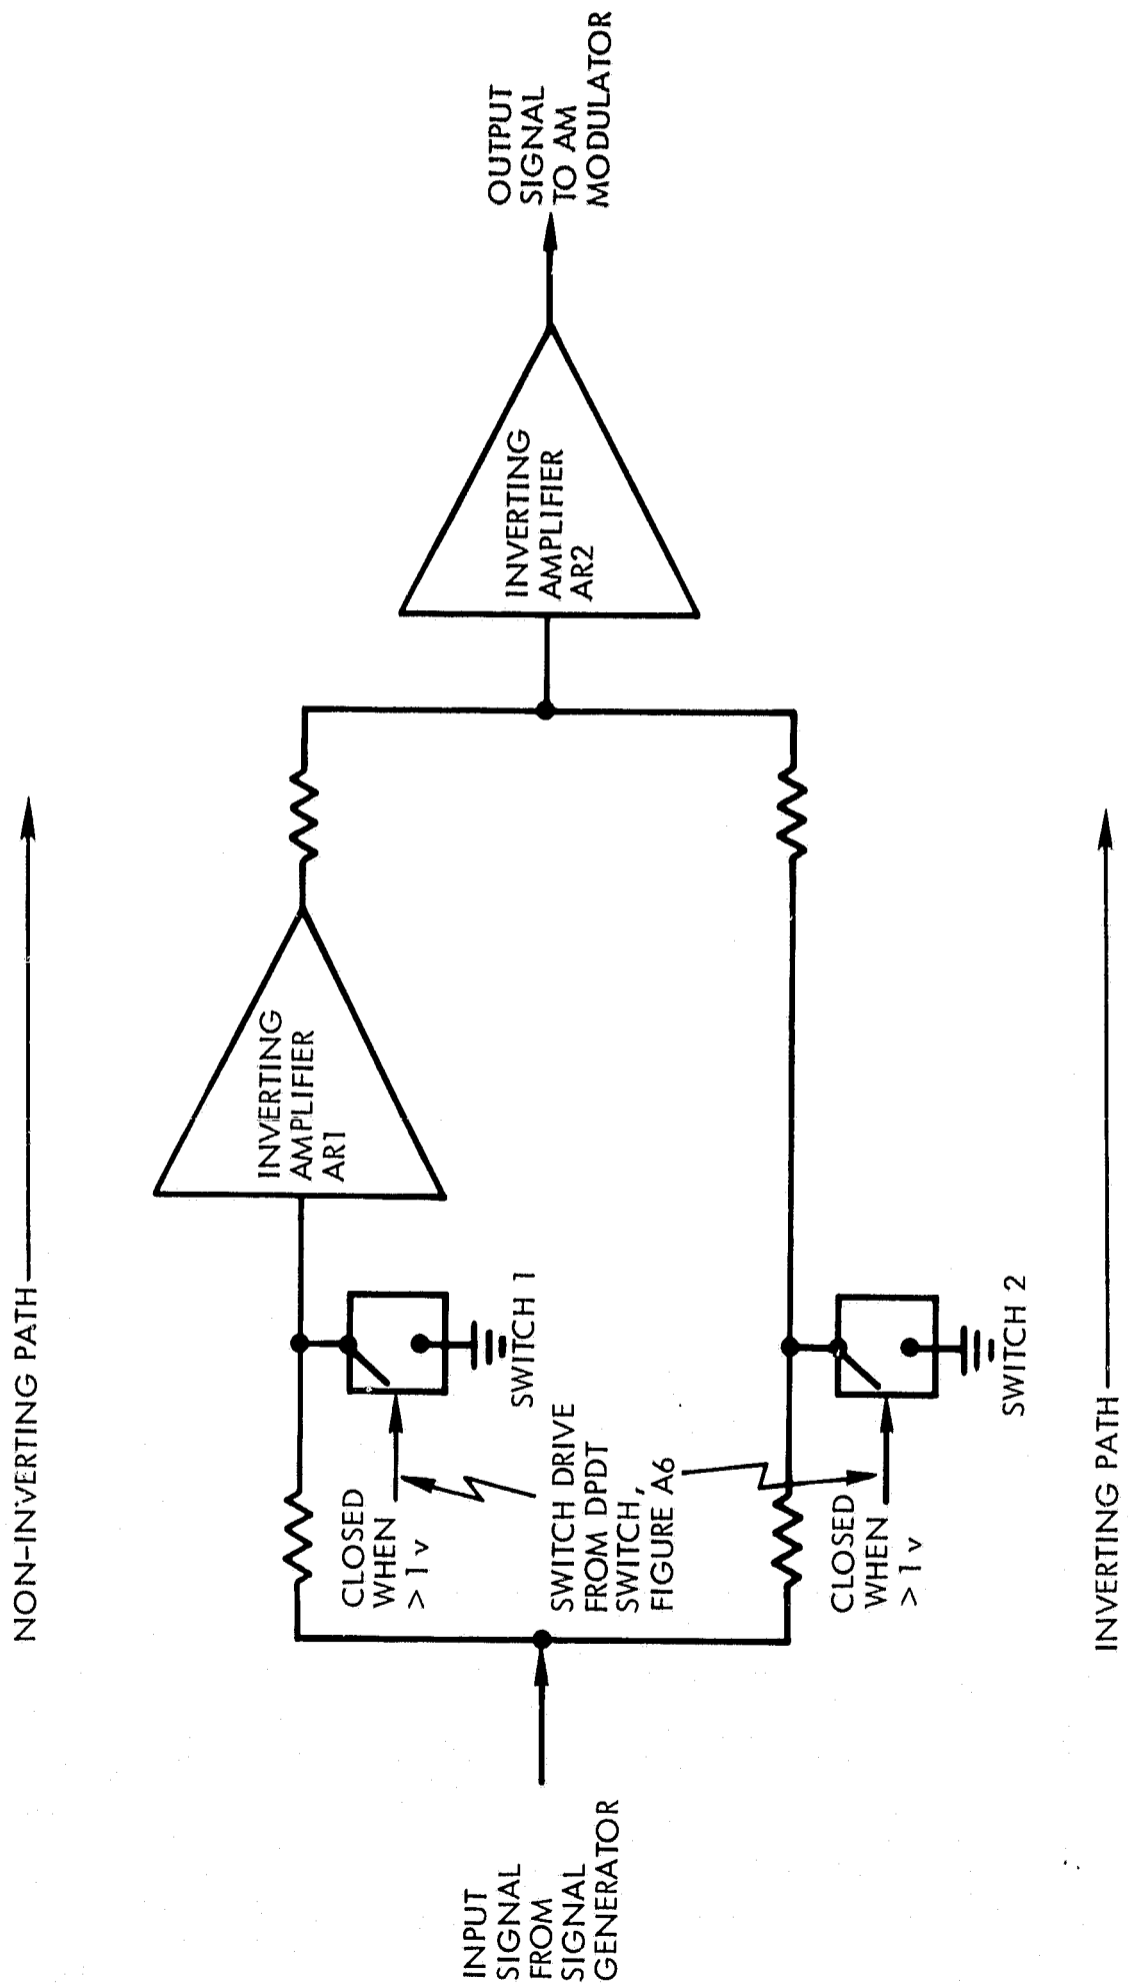 NON-INVERTING PATH
INPUT
SIGNAL
FROM
SIGNAL
GENERATOR
CLOSED
WHEN
> 1 v
SWITCH 1
INVERTING
AMPLIFIER
AR1
SWITCH DRIVE
FROM DPDT
SWITCH,
FIGURE A6
INVERTING
AMPLIFIER
AR2
OUTPUT
SIGNAL
TO AM
MODULATOR
CLOSED
WHEN
> 1 v
SWITCH 2
INVERTING PATH